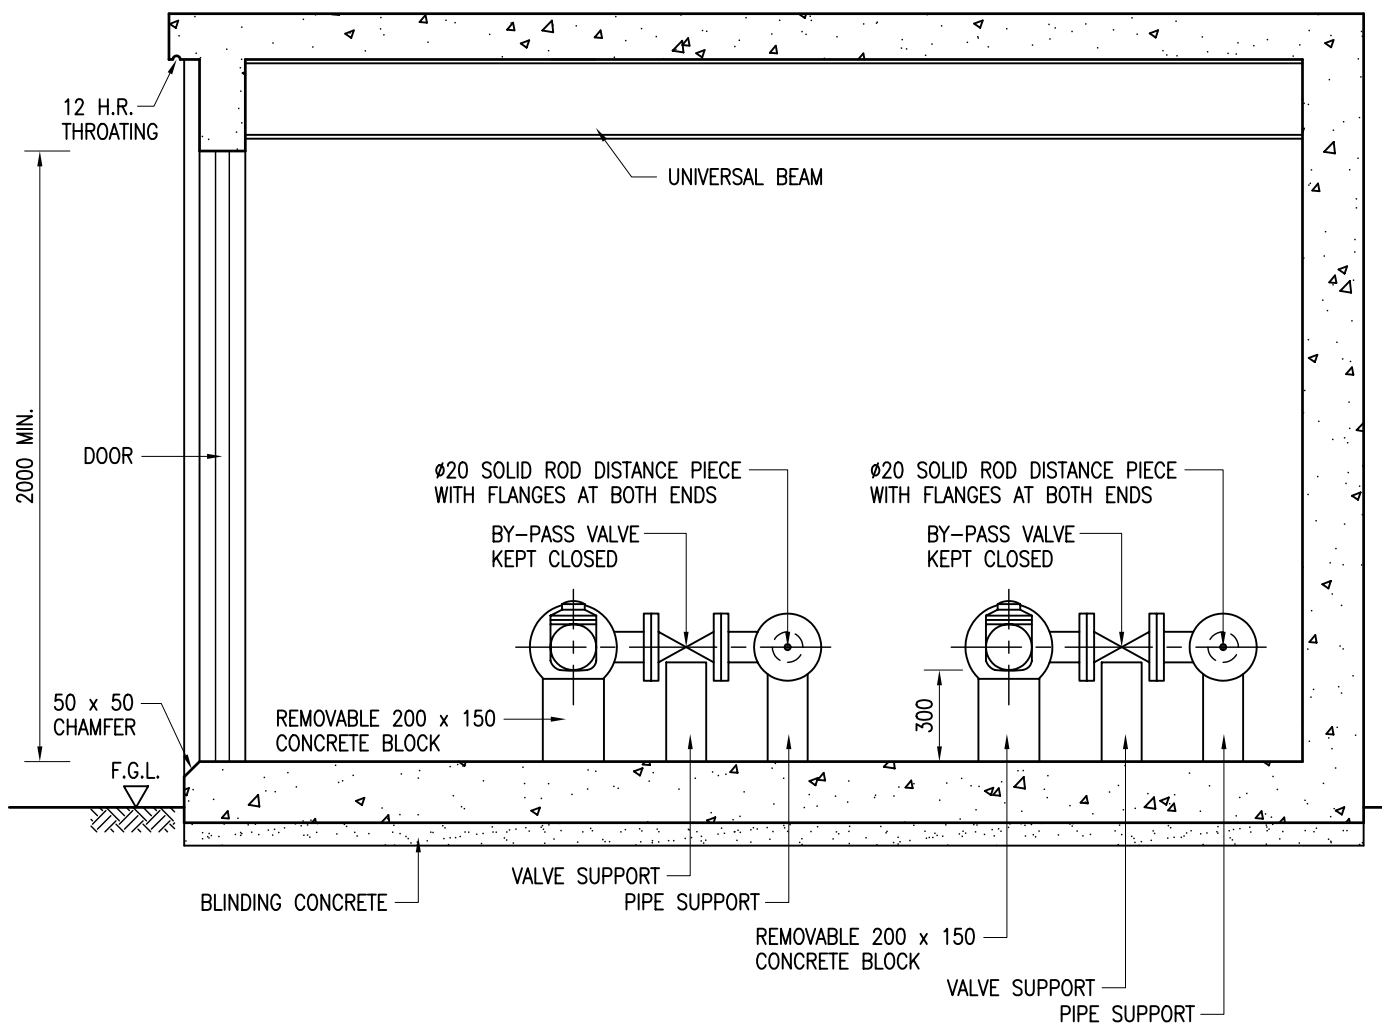 12 H.R.
THROATING
UNIVERSAL BEAM
2000 MIN.
DOOR
ø20 SOLID ROD DISTANCE PIECE
WITH FLANGES AT BOTH ENDS
BY-PASS VALVE
KEPT CLOSED
ø20 SOLID ROD DISTANCE PIECE
WITH FLANGES AT BOTH ENDS
BY-PASS VALVE
KEPT CLOSED
50 x 50
CHAMFER
REMOVABLE 200 x 150
CONCRETE BLOCK
300
F.G.L.
VALVE SUPPORT
PIPE SUPPORT
BLINDING CONCRETE
REMOVABLE 200 x 150
CONCRETE BLOCK
VALVE SUPPORT
PIPE SUPPORT